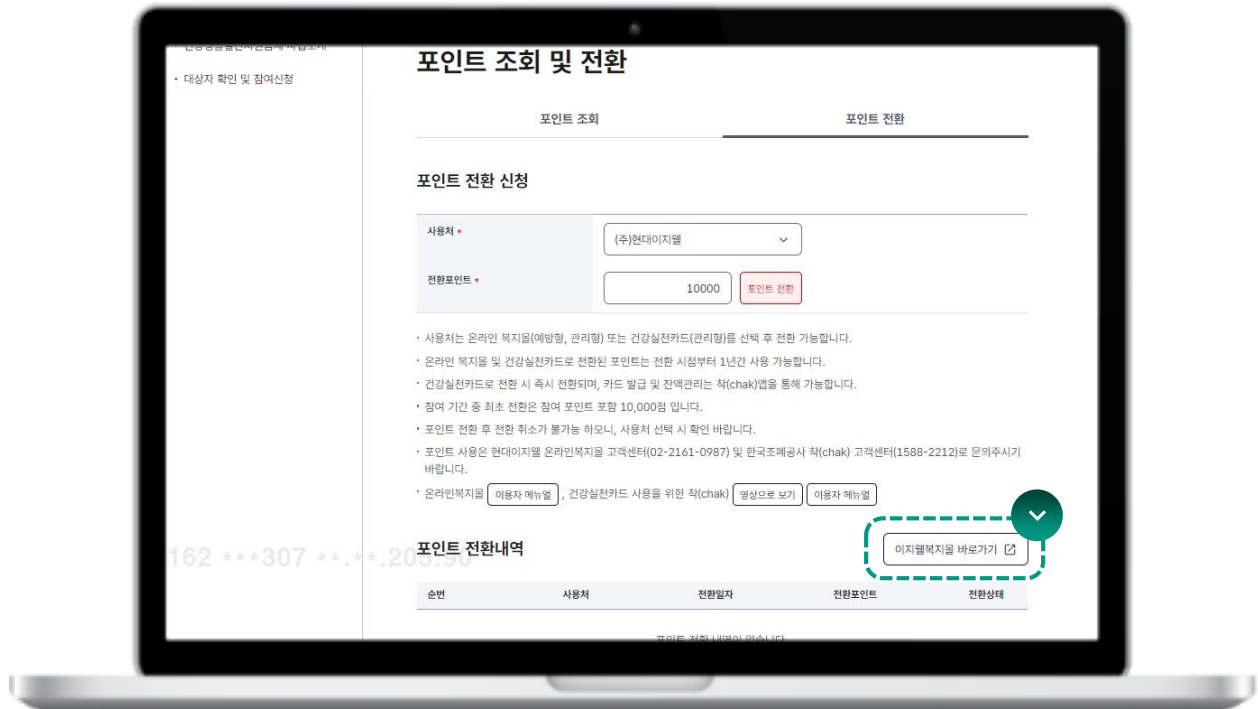 · 대상자 확인 및 참여신청
포인트 조회 및 전환
포인트 조회
포인트 전환
포인트 전환 신청
사용처 *
(주)현대이지웰
전환포인트 *
10000
포인트 전환
· 사용처는 온라인 복지몰(예방형, 관리형) 또는 건강실천카드(관리형)를 선택 후 전환 가능합니다.
· 온라인 복지몰 및 건강실천카드로 전환된 포인트는 전환 시점부터 1년간 사용 가능합니다.
· 건강실천카드로 전환 시 즉시 전환되며, 카드 발급 및 잔액관리는 착(chak)앱을 통해 가능합니다.
· 참여 기간 중 최초 전환은 참여 포인트 포함 10,000점 입니다.
· 포인트 전환 후 전환 취소가 불가능 하오니, 사용처 선택 시 확인 바랍니다.
· 포인트 사용은 현대이지웰 온라인복지몰 고객센터(02-2161-0987) 및 한국조폐공사 착(chak) 고객센터(1588-2212)로 문의주시기
바랍니다.
· 온라인복지몰 이용자 메뉴얼 , 건강실천카드 사용을 위한 착(chak) 영상으로 보기 이용자 메뉴얼
포인트 전환내역
이지웰복지몰 바로가기
162 ***307 **.**.209.90
순번 사용처 전환일자 전환포인트 전환상태
포인트 전환 내역이 없습니다